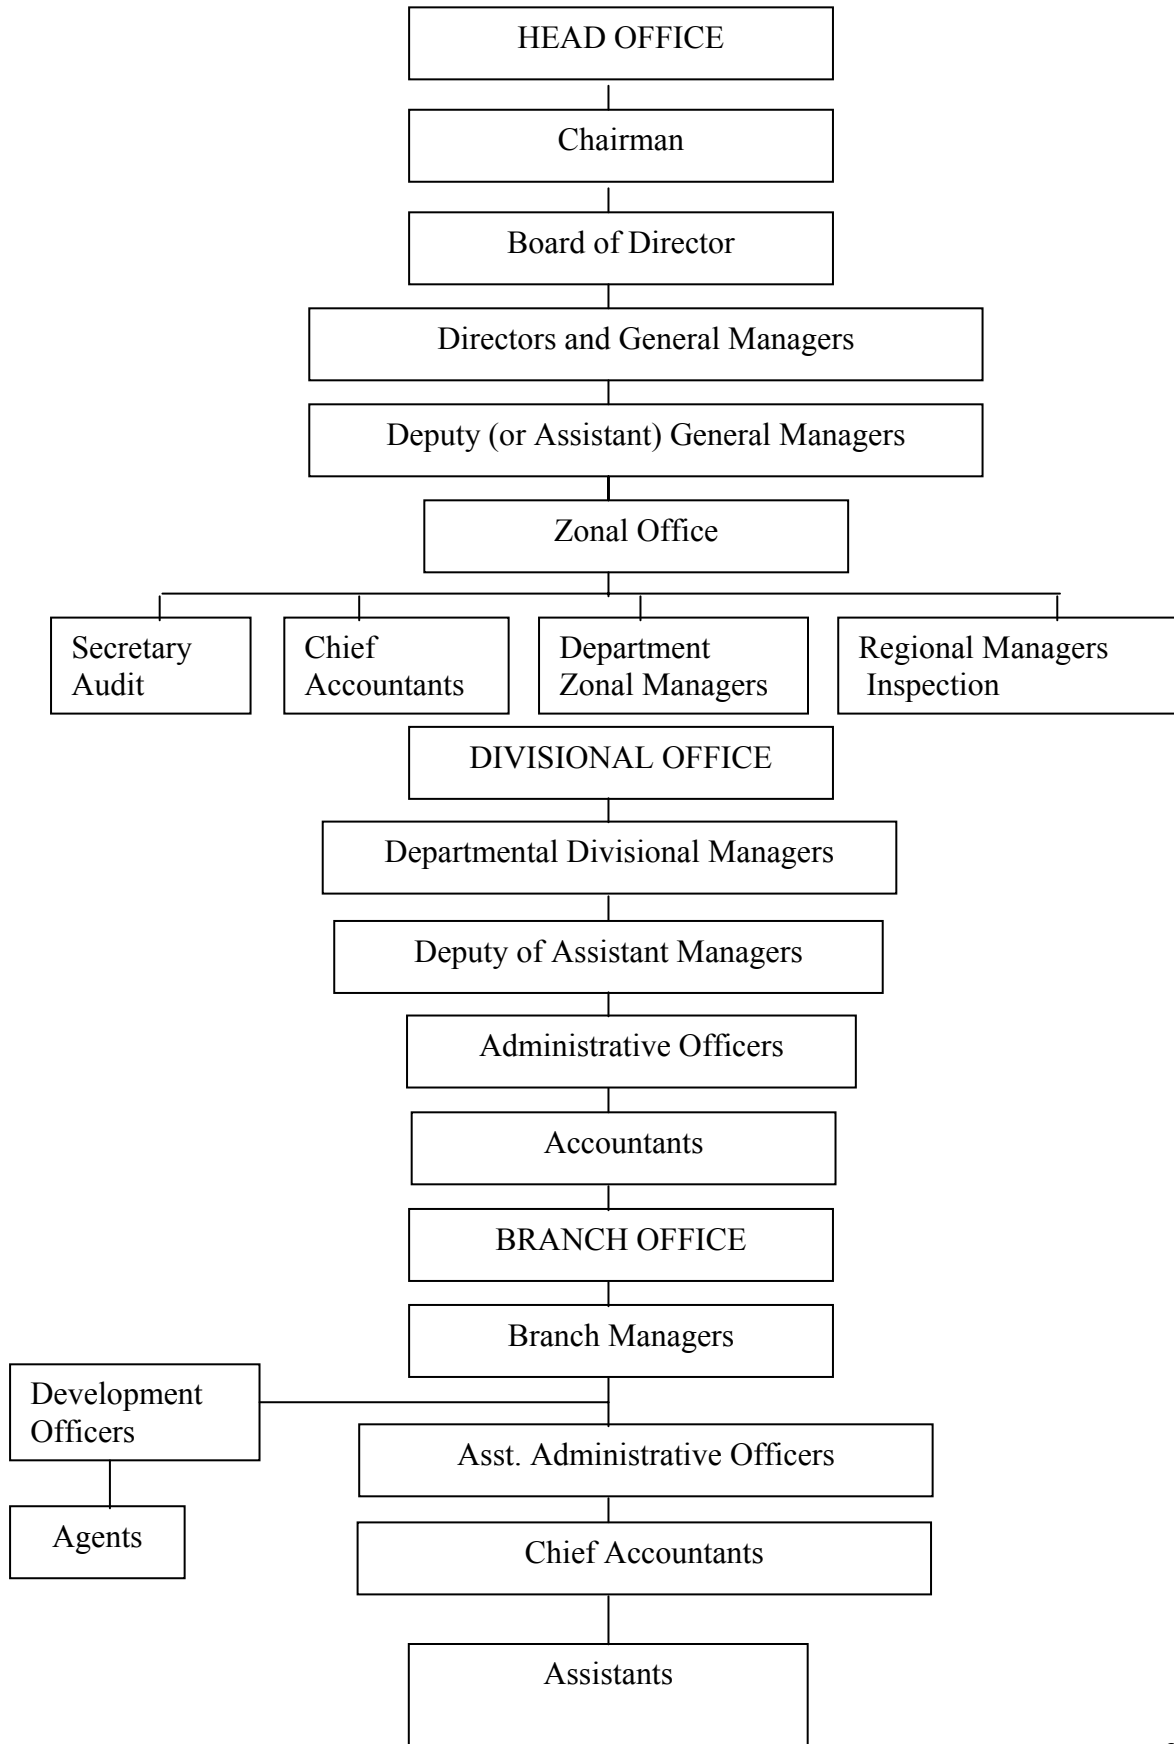 HEAD OFFICE
Chairman
Board of Director
Directors and General Managers
Deputy (or Assistant) General Managers
Zonal Office
Secretary
Audit
Chief
Accountants
Department
Zonal Managers
Regional Managers
Inspection
DIVISIONAL OFFICE
Departmental Divisional Managers
Deputy of Assistant Managers
Administrative Officers
Accountants
BRANCH OFFICE
Branch Managers
Development
Officers
Asst. Administrative Officers
Agents
Chief Accountants
Assistants